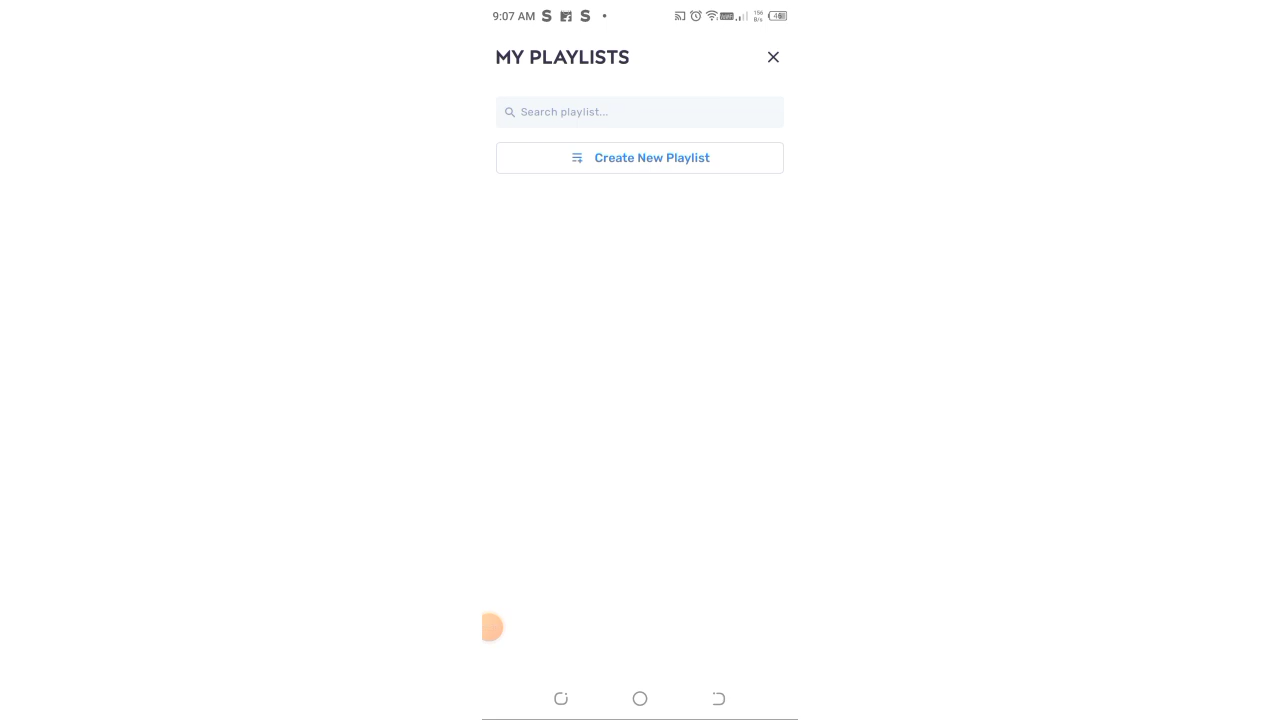 9:07 AM S S
MY PLAYLISTS
Search playlist...
Create New Playlist